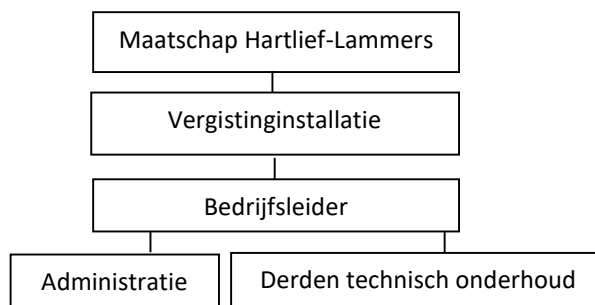 Maatschap Hartlief-Lammers
Vergistinginstallatie
Bedrijfsleider
Administratie
Derden technisch onderhoud